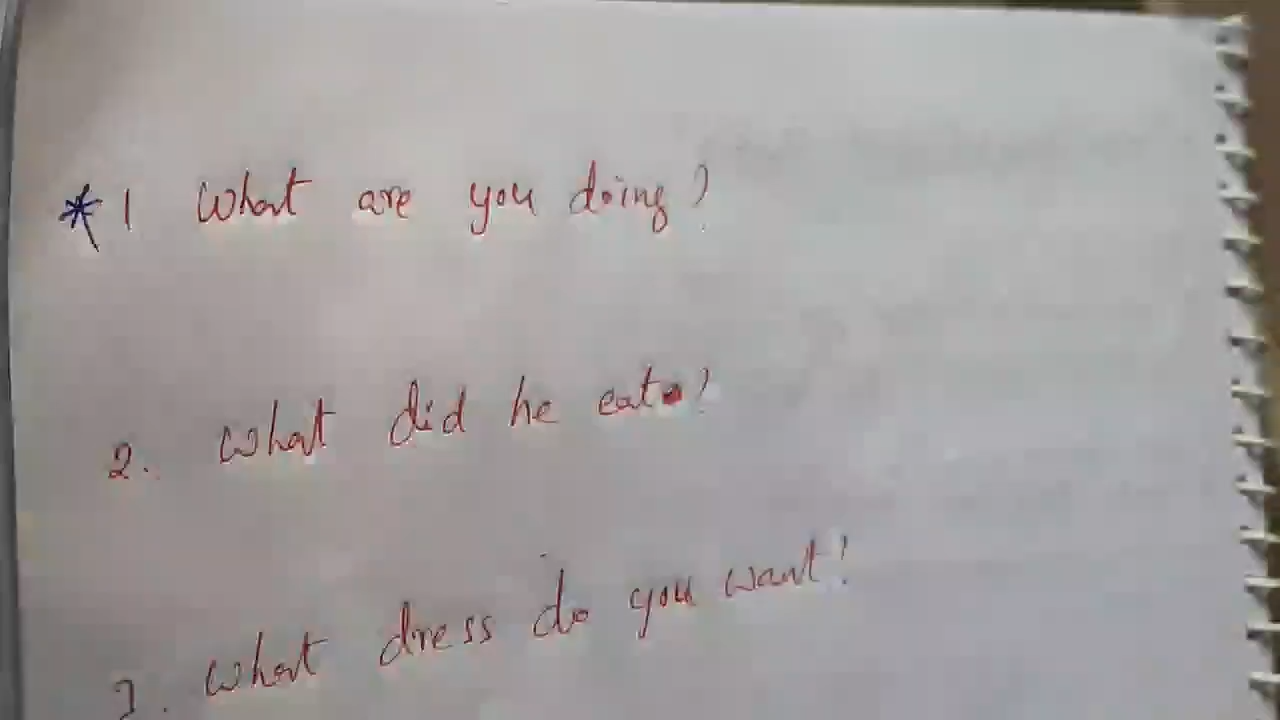 * 1 What are you doing?
2. What did he eat?
3. What dress do you want?